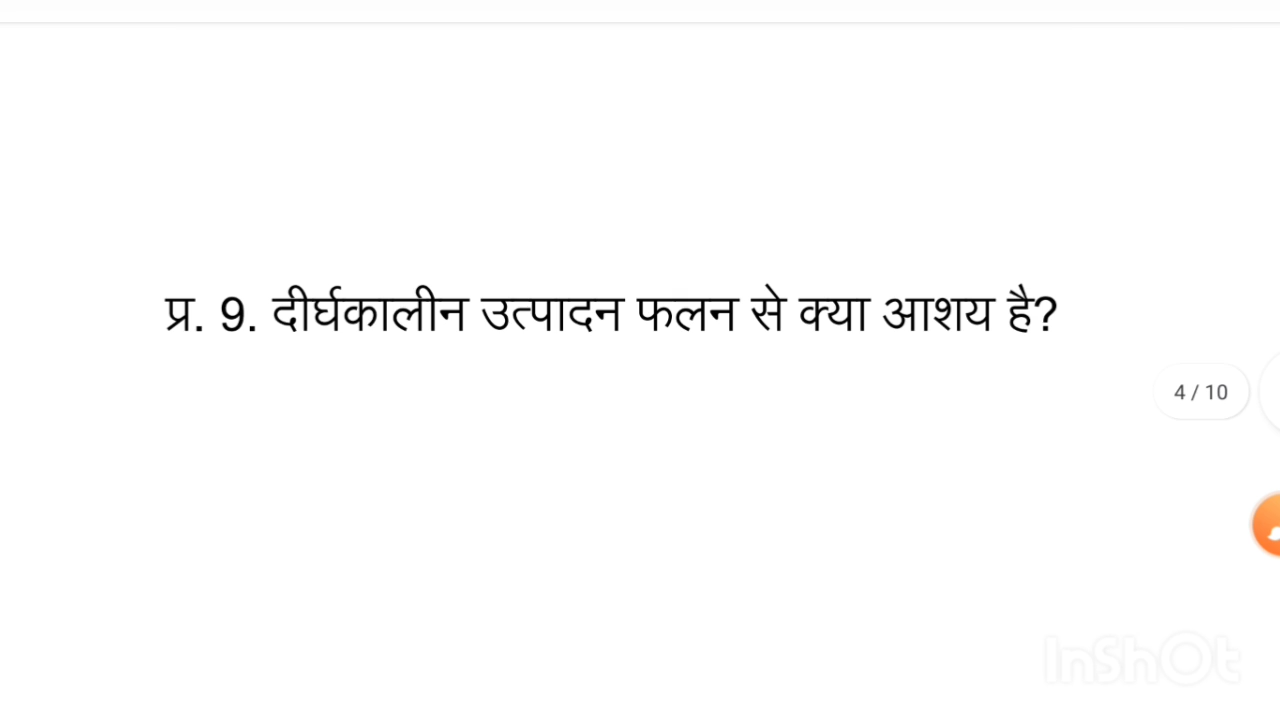 प्र. 9. दीर्घकालीन उत्पादन फलन से क्या आशय है?
4 / 10
InShOt